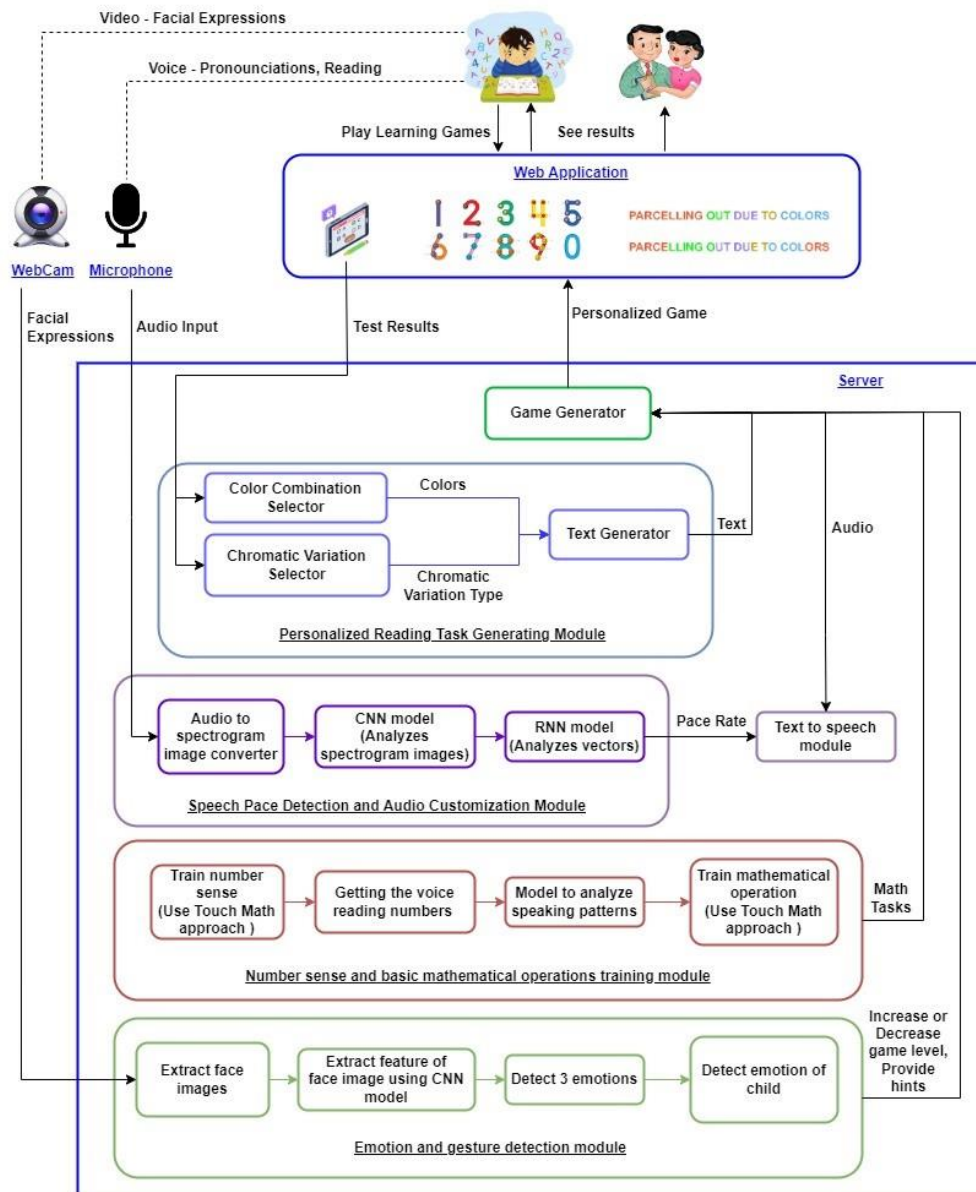 Video - Facial Expressions
Voice - Pronounciations, Reading
Play Learning Games
See results
Web Application
1 2 3 4 5
PARCELLING OUT DUE TO COLORS
6 7 8 9 0
PARCELLING OUT DUE TO COLORS
WebCam
Microphone
Facial
Expressions
Audio Input
Test Results
Personalized Game
Server
Game Generator
Color Combination
Selector
Colors
Text Generator
Text
Audio
Chromatic Variation
Selector
Chromatic
Variation Type
Personalized Reading Task Generating Module
Audio to
spectrogram
image converter
CNN model
(Analyzes
spectrogram images)
RNN model
(Analyzes vectors)
Pace Rate
Text to speech
module
Speech Pace Detection and Audio Customization Module
Train number
sense
(Use Touch Math
approach )
Getting the voice
reading numbers
Model to analyze
speaking patterns
Train mathematical
operation
(Use Touch Math
approach )
Math
Tasks
Number sense and basic mathematical operations training module
Increase or
Decrease
game level,
Provide
hints
Extract face
images
Extract feature of
face image using CNN
model
Detect 3 emotions
Detect emotion of
child
Emotion and gesture detection module